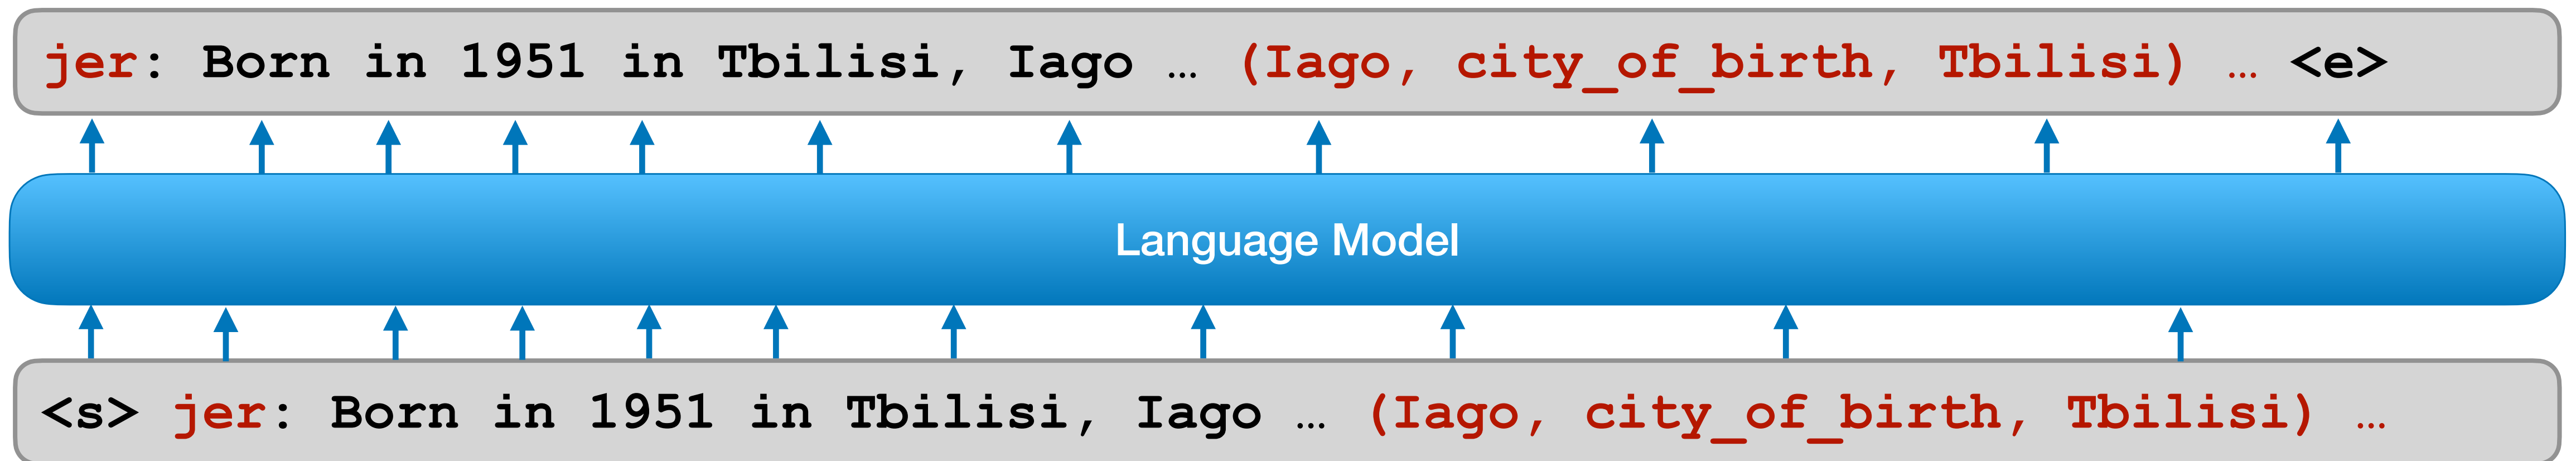 jer: Born in 1951 in Tbilisi, Iago … (Iago, city_of_birth, Tbilisi) … <e>
Language Model
<s> jer: Born in 1951 in Tbilisi, Iago … (Iago, city_of_birth, Tbilisi) …